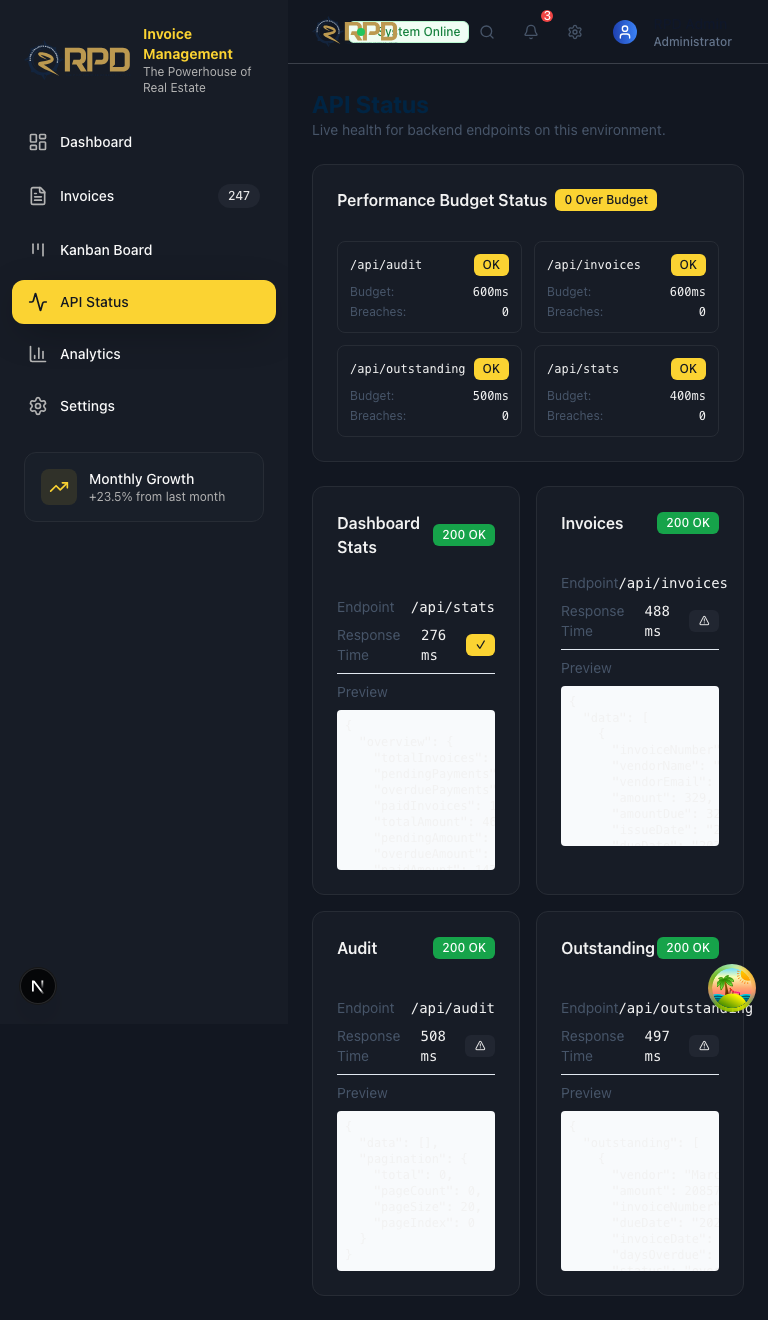 RPD
Invoice
Management
The Powerhouse of
Real Estate
Dashboard
Invoices 247
Kanban Board
API Status
Analytics
Settings
Monthly Growth
+23.5% from last month
N
RPD
System Online
3
Administrator
API Status
Live health for backend endpoints on this environment.
Performance Budget Status 0 Over Budget
/api/audit OK
Budget: 600ms
Breaches: 0
/api/invoices OK
Budget: 600ms
Breaches: 0
/api/outstanding OK
Budget: 500ms
Breaches: 0
/api/stats OK
Budget: 400ms
Breaches: 0
Dashboard
Stats
200 OK
Endpoint /api/stats
Response
Time
276
ms
✓
Preview
{
"overview": {
"totalInvoices":
"pendingPayments"
"overduePayments"
"paidInvoices":
"totalAmount":
"pendingAmount":
"overdueAmount":
Invoices 200 OK
Endpoint/api/invoices
Response
Time
488
ms
Preview
{
"data": [
{
"invoiceNumber"
"vendorName":
"vendorEmail":
"amount": 329,
"amountDue":
"issueDate":
Audit 200 OK
Endpoint /api/audit
Response
Time
508
ms
Preview
{
"data": [],
"pagination": {
"total": 0,
"pageCount": 0,
"pageSize": 20,
"pageIndex": 0
}
}
Outstanding 200 OK
Endpoint/api/outstanding
Response
Time
497
ms
Preview
{
"outstanding": [
{
"vendor": "Mar
"amount":
"invoiceNumber"
"dueDate":
"invoiceDate":
"daysOverdue":